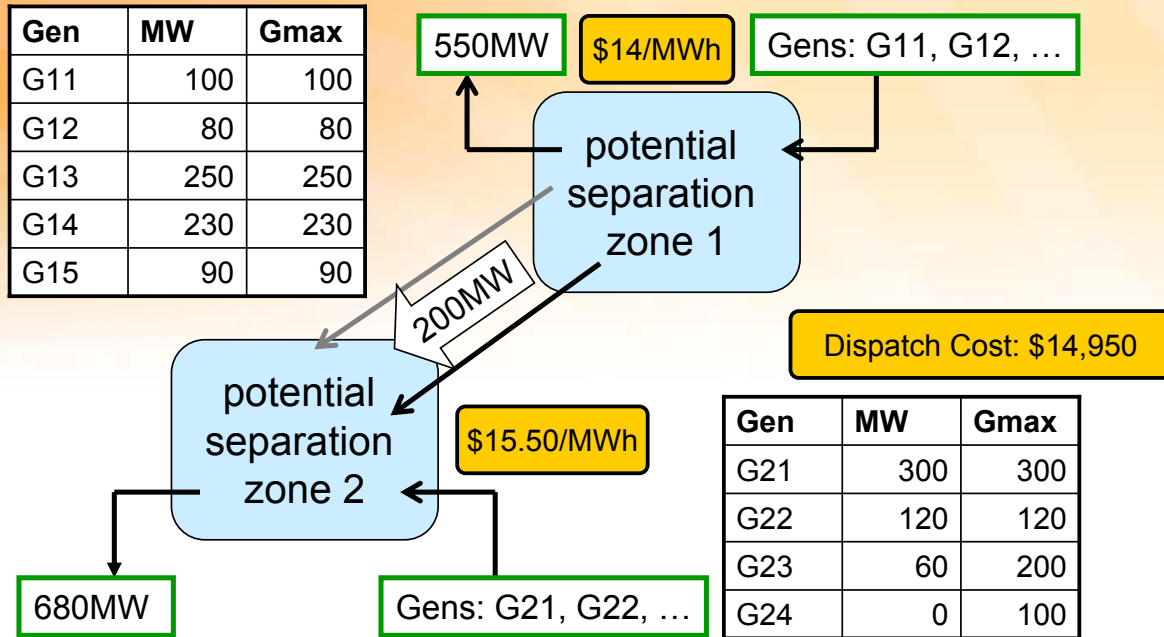 Gen MW Gmax
G11 100 100
G12 80 80
G13 250 250
G14 230 230
G15 90 90
550MW
$14/MWh
Gens: G11, G12, …
potential
separation
zone 1
200MW
Dispatch Cost: $14,950
potential
separation
zone 2
$15.50/MWh
680MW
Gens: G21, G22, …
Gen MW Gmax
G21 300 300
G22 120 120
G23 60 200
G24 0 100